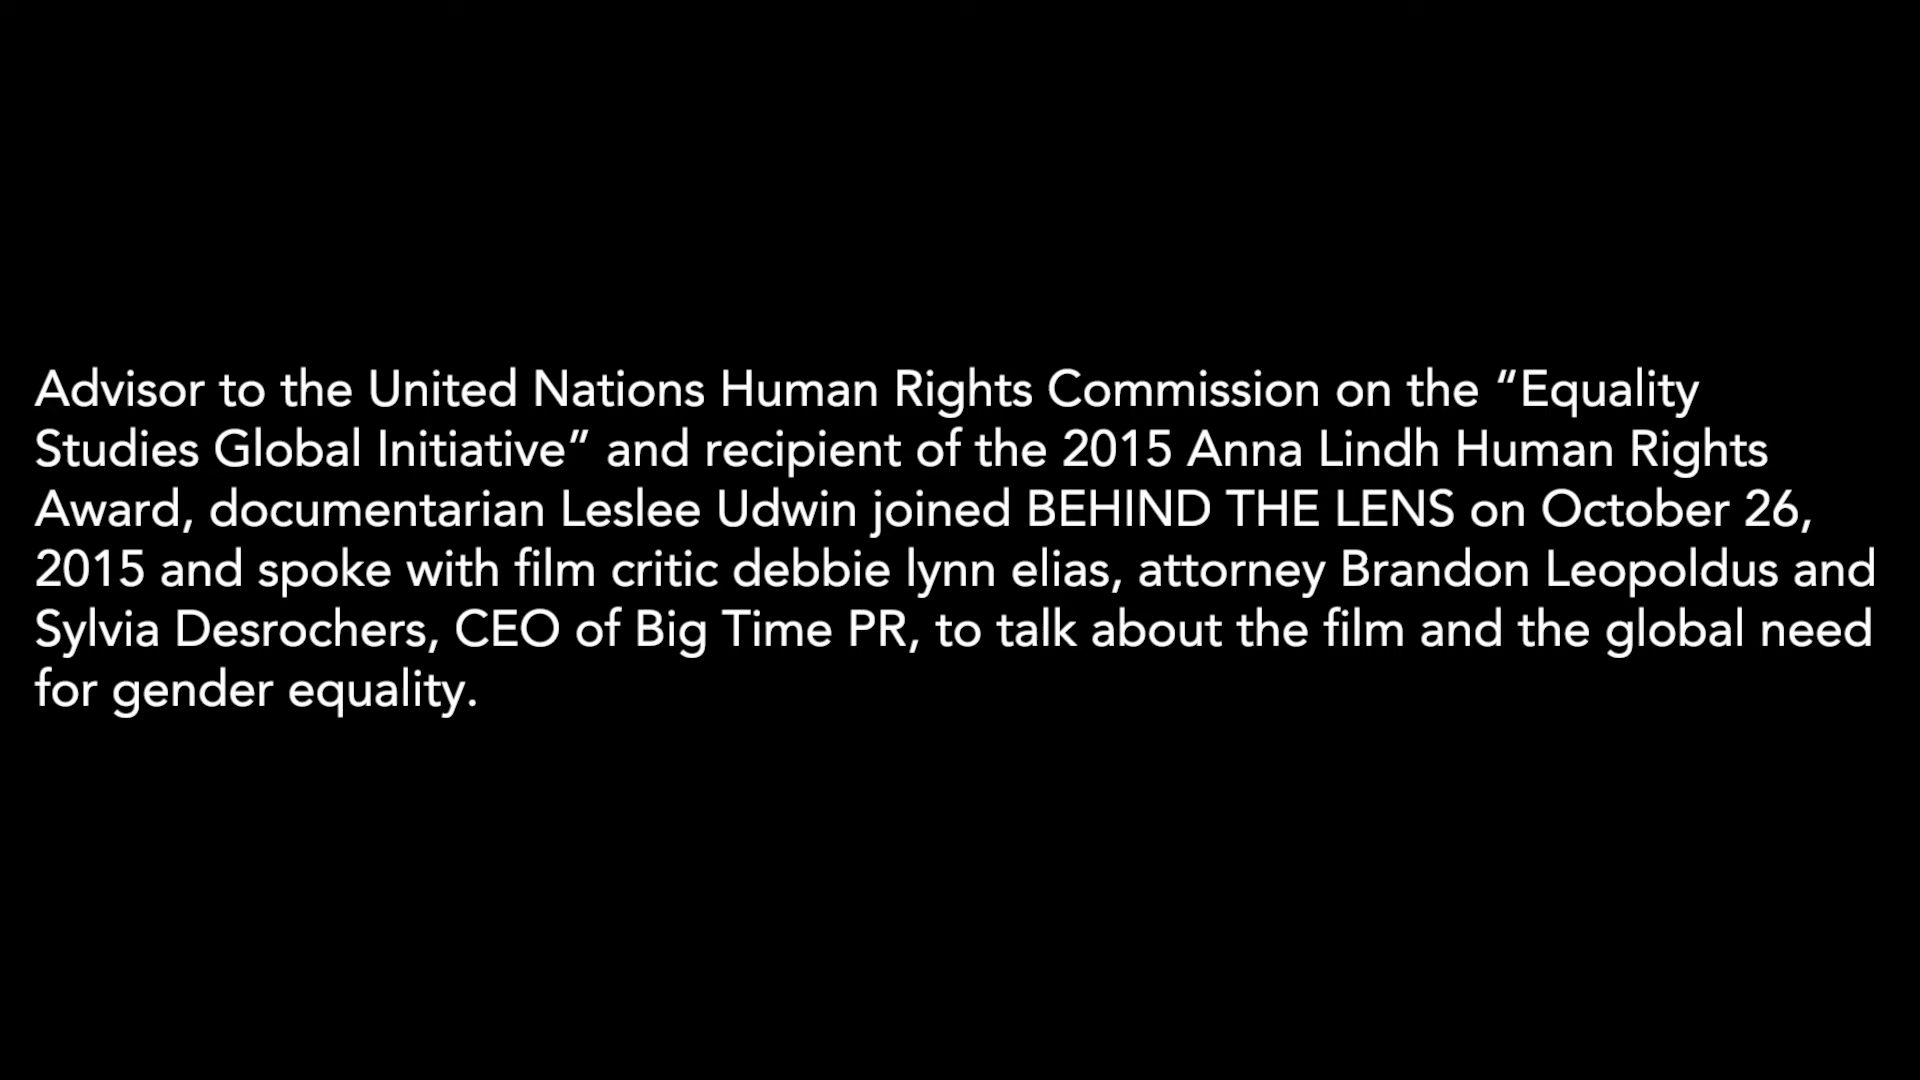 Advisor to the United Nations Human Rights Commission on the “Equality
Studies Global Initiative” and recipient of the 2015 Anna Lindh Human Rights
Award, documentarian Leslee Udwin joined BEHIND THE LENS on October 26,
2015 and spoke with film critic debbie lynn elias, attorney Brandon Leopoldus and
Sylvia Desrochers, CEO of Big Time PR, to talk about the film and the global need
for gender equality.